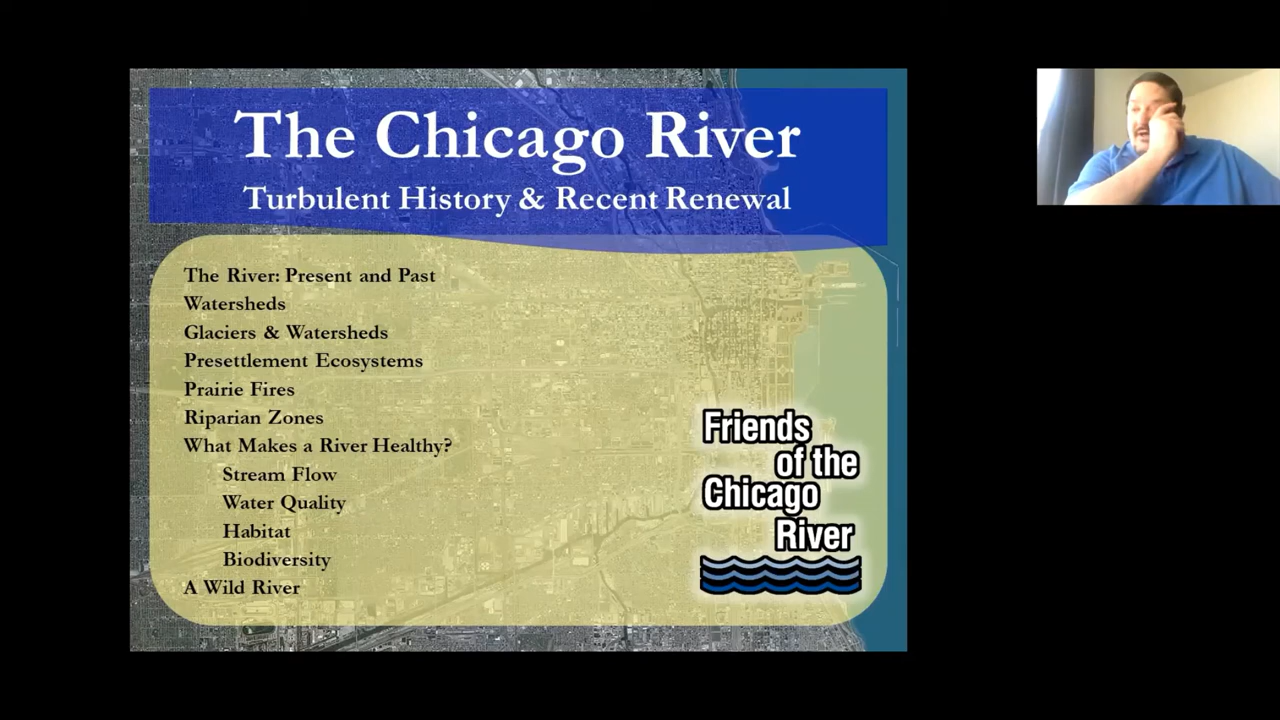 The Chicago River
Turbulent History & Recent Renewal
The River: Present and Past
Watersheds
Glaciers & Watersheds
Presettlement Ecosystems
Prairie Fires
Riparian Zones
What Makes a River Healthy?
Stream Flow
Water Quality
Habitat
Biodiversity
A Wild River
Friends
of the
Chicago
River